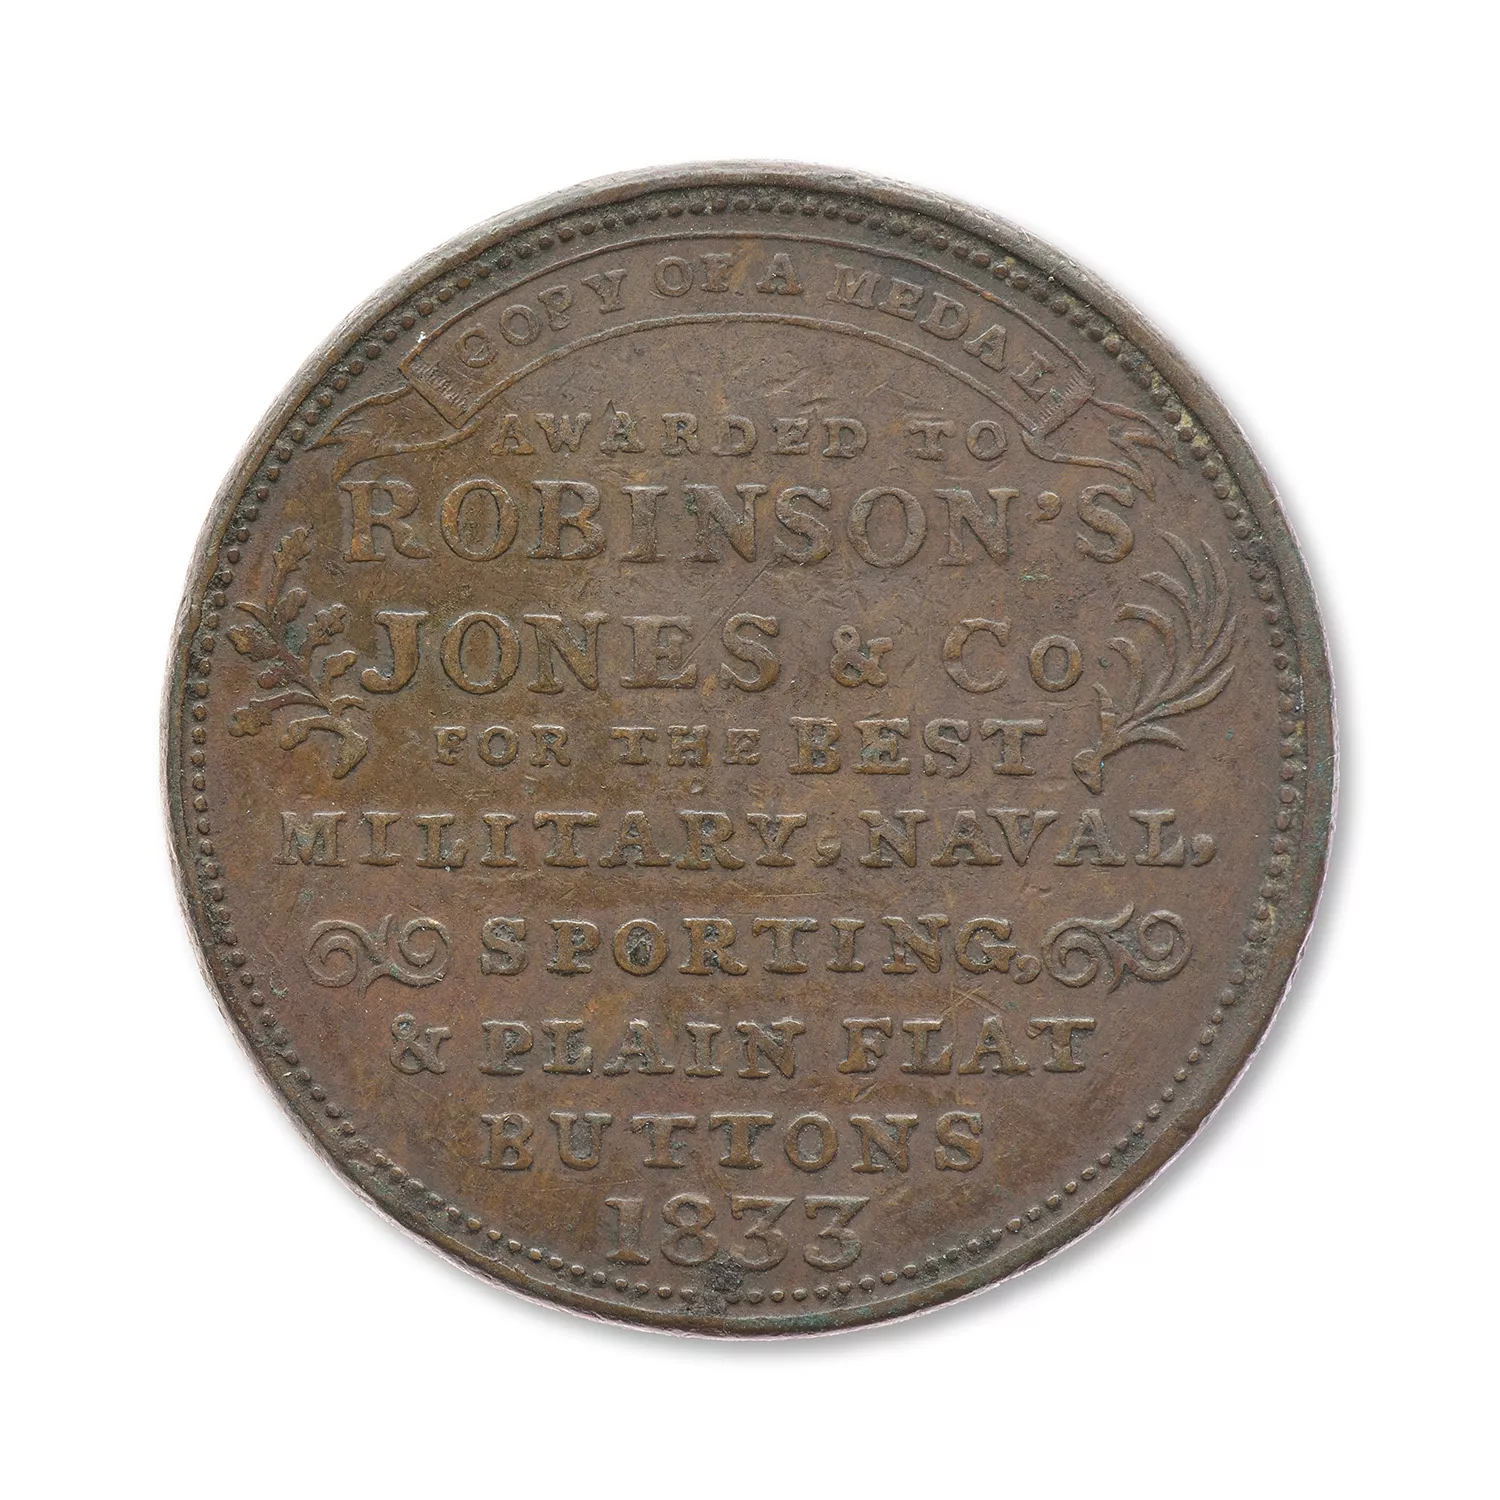 COPY OF A MEDAL
AWARDED TO
ROBINSON'S
JONES & Co
FOR THE BEST
MILITARY, NAVAL,
SPORTING,
& PLAIN FLAT
BUTTONS
1833